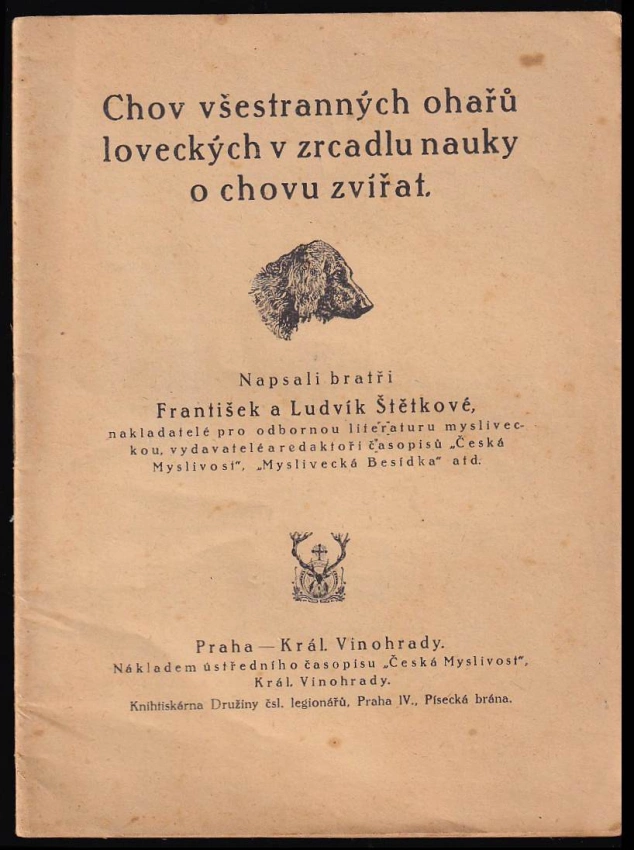 Chov všestranných ohařů
loveckých v zrcadlu nauky
o chovu zvířat.
Napsali bratři
František a Ludvík Štětkové,
nakladatelé pro odbornou literaturu myslivec-
kou, vydavatelé a redaktoři časopisů „Česká
Myslivost", „Myslivecká Besídka" atd.
Praha — Král. Vinohrady.
Nákladem ústředního časopisu „Česká Myslivost",
Král. Vinohrady.
Knihtiskárna Družiny čsl. legionářů, Praha IV., Písecká brána.